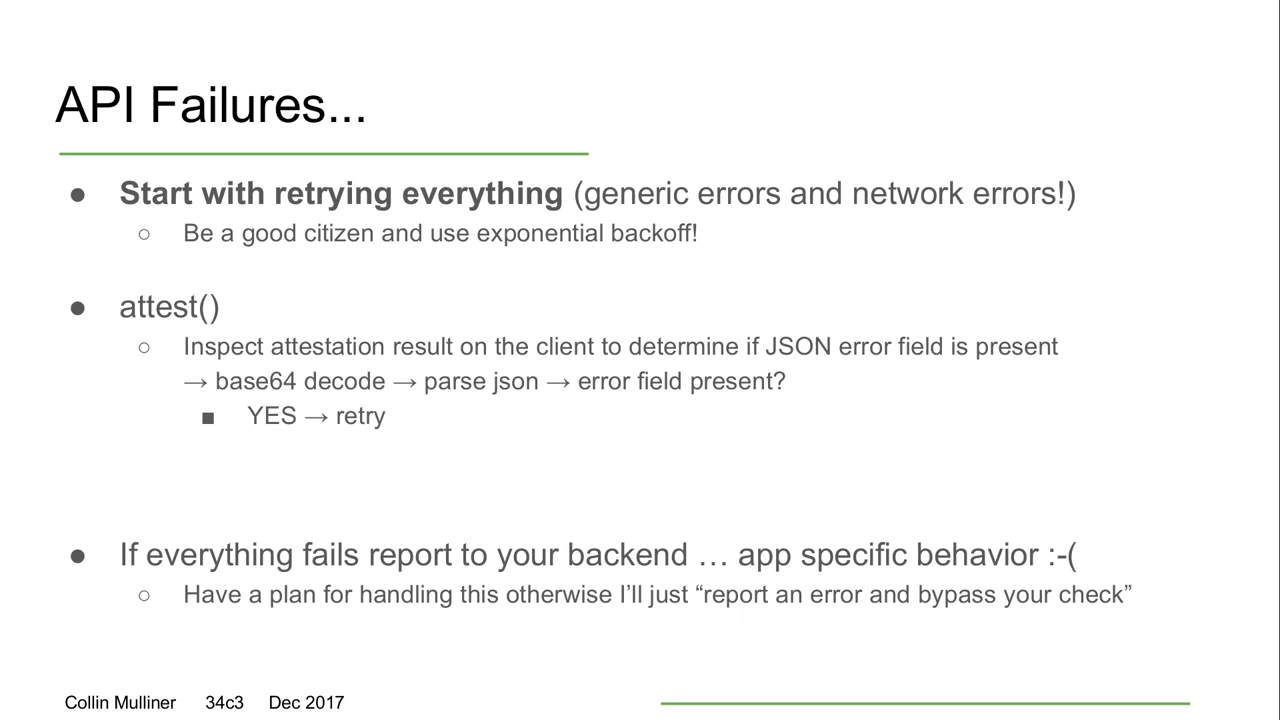 API Failures...
● Start with retrying everything (generic errors and network errors!)
○ Be a good citizen and use exponential backoff!
● attest()
○ Inspect attestation result on the client to determine if JSON error field is present
→ base64 decode → parse json → error field present?
■ YES → retry
● If everything fails report to your backend … app specific behavior :-(
○ Have a plan for handling this otherwise I’ll just “report an error and bypass your check”
Collin Mulliner 34c3 Dec 2017